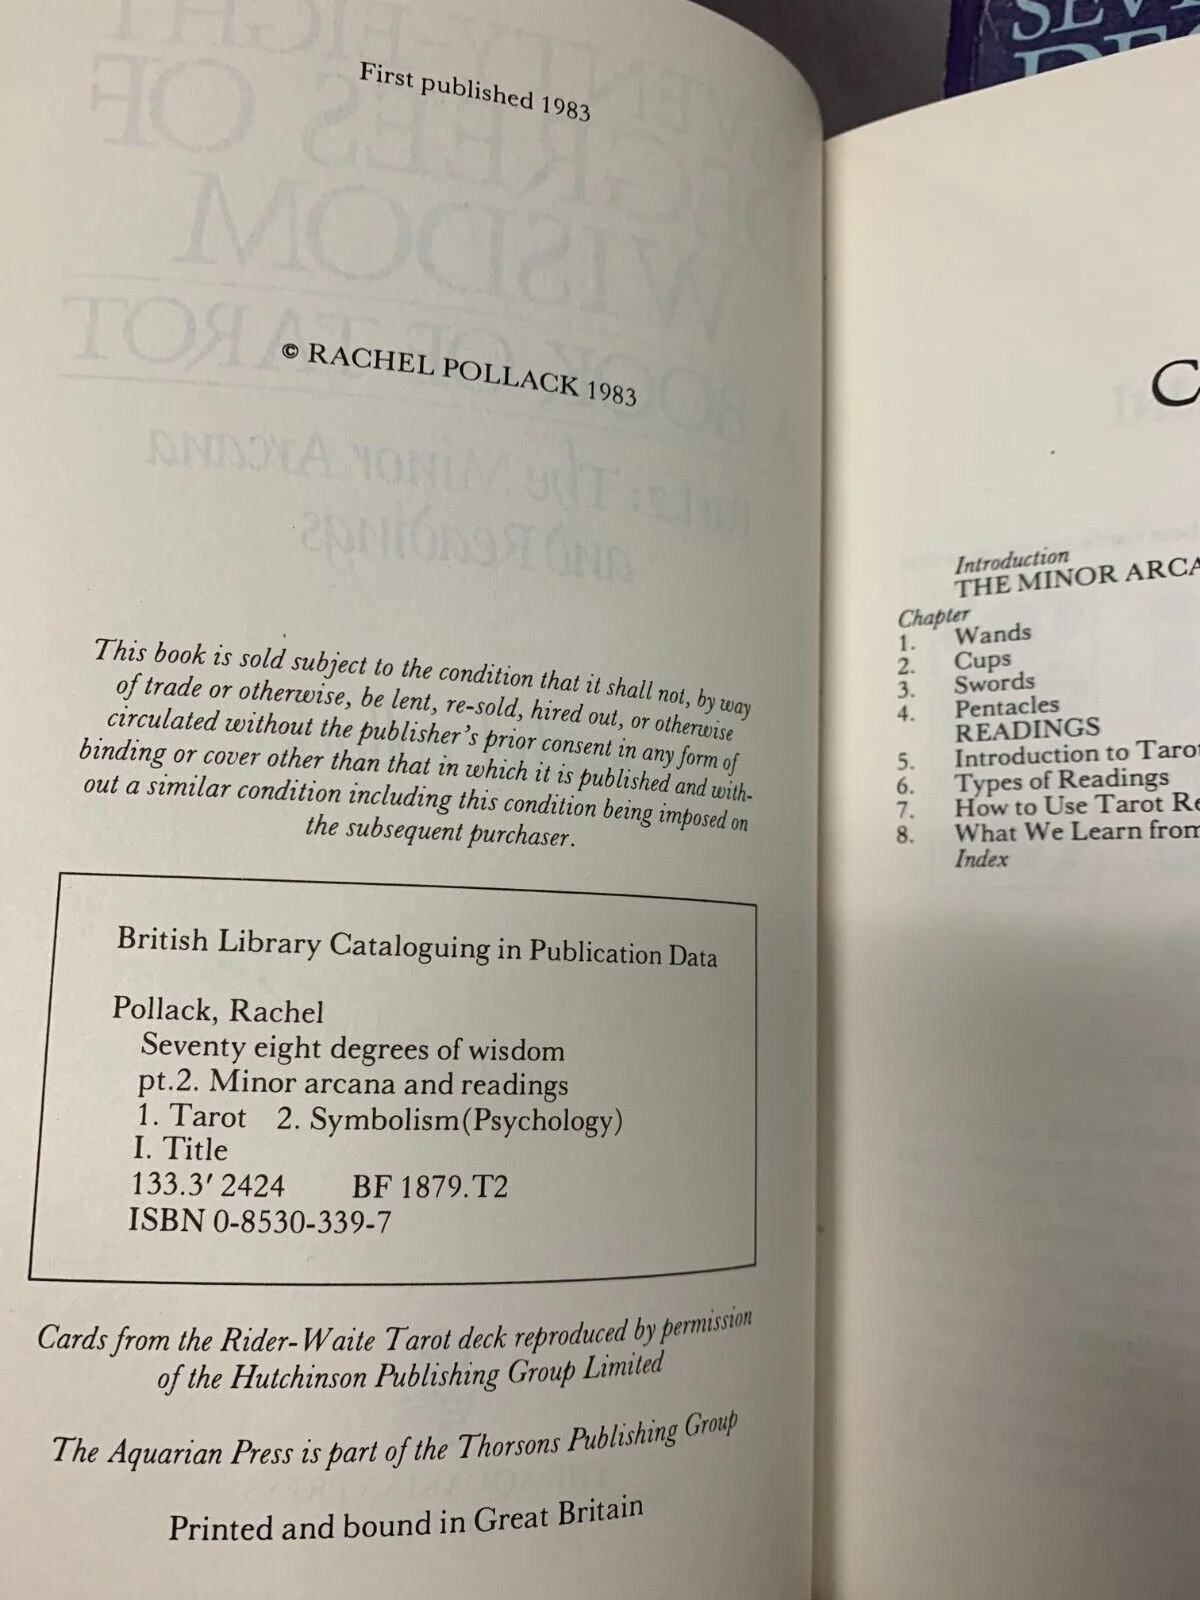 First published 1983
© RACHEL POLLACK 1983
This book is sold subject to the condition that it shall not, by way
of trade or otherwise, be lent, re-sold, hired out, or otherwise
circulated without the publisher's prior consent in any form of
binding or cover other than that in which it is published and with-
out a similar condition including this condition being imposed on
the subsequent purchaser.
British Library Cataloguing in Publication Data
Pollack, Rachel
Seventy eight degrees of wisdom
pt.2. Minor arcana and readings
1. Tarot 2. Symbolism(Psychology)
I. Title
133.3′ 2424 BF 1879.T2
ISBN 0-8530-339-7
Cards from the Rider-Waite Tarot deck reproduced by permission
of the Hutchinson Publishing Group Limited
The Aquarian Press is part of the Thorsons Publishing Group
Printed and bound in Great Britain
SEV
DE
C
Introduction
THE MINOR ARCA
Chapter
1. Wands
2. Cups
3. Swords
4. Pentacles
READINGS
5. Introduction to Tarot
6. Types of Readings
7. How to Use Tarot Re
8. What We Learn from
Index